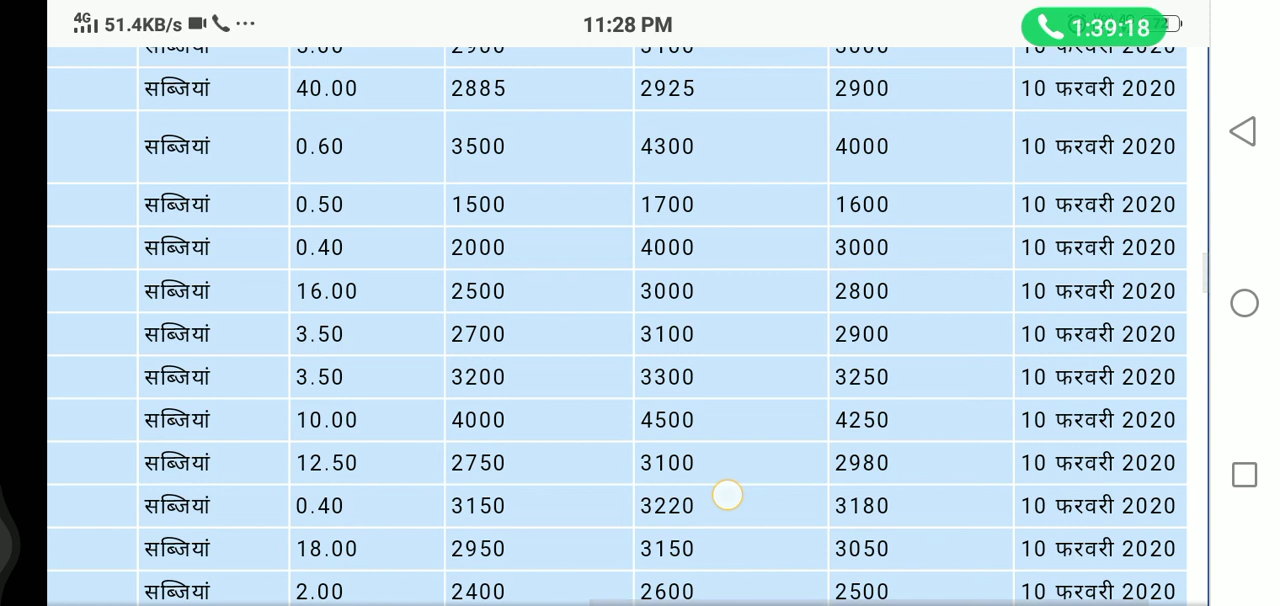 4G 51.4KB/s 11:28 PM 1:39:18
सब्जियां 40.00 2885 2925 2900 10 फरवरी 2020
सब्जियां 0.60 3500 4300 4000 10 फरवरी 2020
सब्जियां 0.50 1500 1700 1600 10 फरवरी 2020
सब्जियां 0.40 2000 4000 3000 10 फरवरी 2020
सब्जियां 16.00 2500 3000 2800 10 फरवरी 2020
सब्जियां 3.50 2700 3100 2900 10 फरवरी 2020
सब्जियां 3.50 3200 3300 3250 10 फरवरी 2020
सब्जियां 10.00 4000 4500 4250 10 फरवरी 2020
सब्जियां 12.50 2750 3100 2980 10 फरवरी 2020
सब्जियां 0.40 3150 3220 3180 10 फरवरी 2020
सब्जियां 18.00 2950 3150 3050 10 फरवरी 2020
सब्जियां 2.00 2400 2600 2500 10 फरवरी 2020